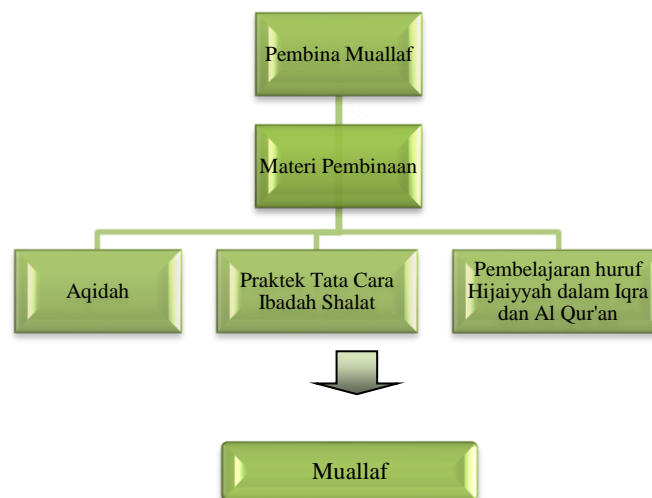 Pembina Muallaf
Materi Pembinaan
Aqidah
Praktek Tata Cara
Ibadah Shalat
Pembelajaran huruf
Hijaiyyah dalam Iqra
dan Al Qur'an
Muallaf